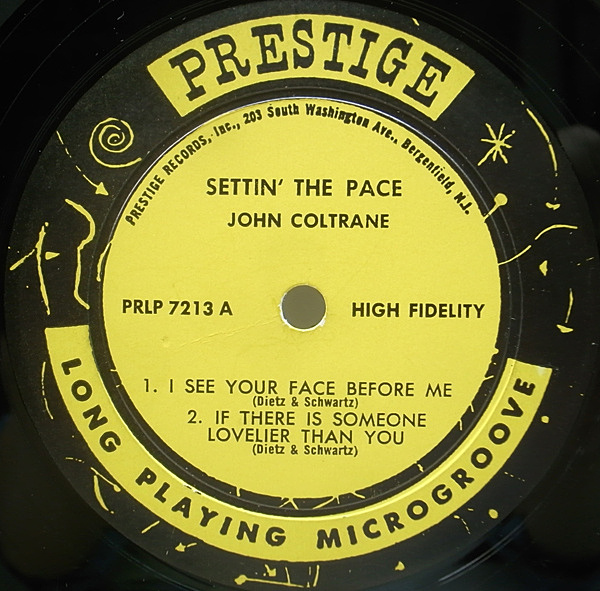 PRESTIGE
PRESTIGE RECORDS, Inc., 203 South Washington Ave., Bergenfield, N.J.
SETTIN' THE PACE
JOHN COLTRANE
PRLP 7213 A
HIGH FIDELITY
1. I SEE YOUR FACE BEFORE ME
(Dietz & Schwartz)
2. IF THERE IS SOMEONE
LOVELIER THAN YOU
(Dietz & Schwartz)
LONG PLAYING MICROGROOVE